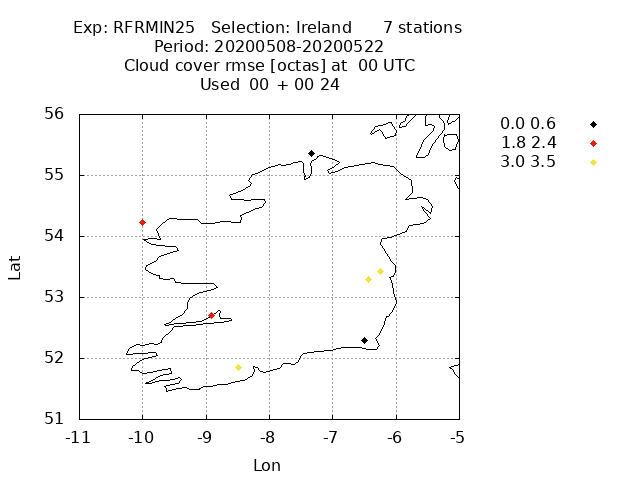 Exp: RFRMIN25 Selection: Ireland 7 stations
Period: 20200508-20200522
Cloud cover rmse [octas] at 00 UTC
Used 00 + 00 24
0.0 0.6
1.8 2.4
3.0 3.5
56
55
54
53
52
51
Lat
-11 -10 -9 -8 -7 -6 -5
Lon